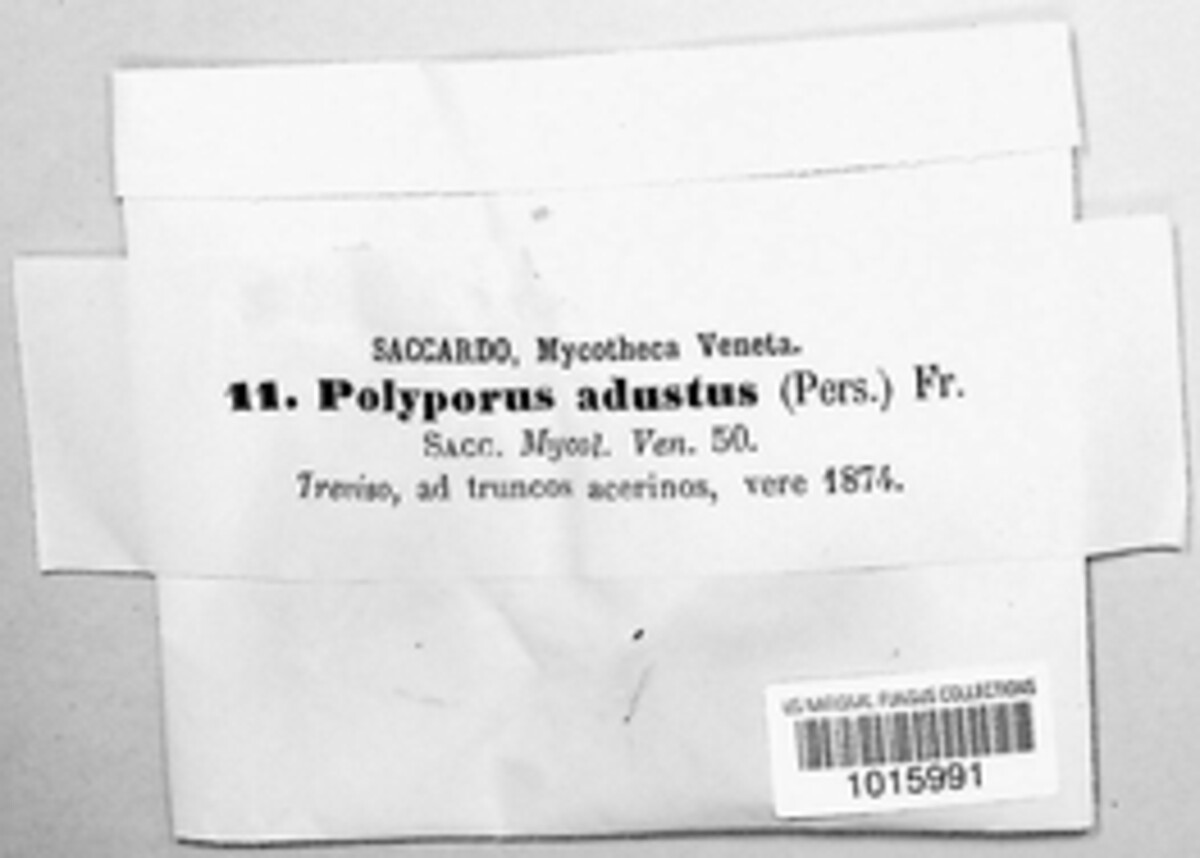 SACCARDO, Mycotheca Veneta.
11. Polyporus adustus (Pers.) Fr.
SACC. Mycol. Ven. 50.
Treviso, ad truncos acerinos, vere 1874.
US NATIONAL FUNGUS COLLECTIONS
1015991